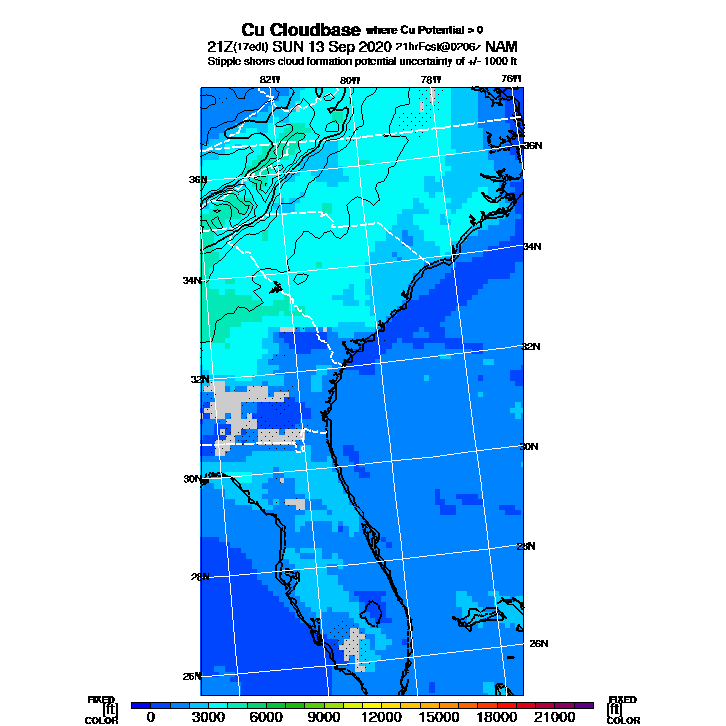 Cu Cloudbase where Cu Potential > 0
21Z(17edt) SUN 13 Sep 2020 21hrFcst@0206z NAM
Stipple shows cloud formation potential uncertainty of +/- 1000 ft
82W 80W 78W 76W
36N
36N
34N
34N
32N
32N
30N
30N
28N
28N
26N
26N
FIXED FIXED
[ft] [ft]
COLOR 0 3000 6000 9000 12000 15000 18000 21000 COLOR